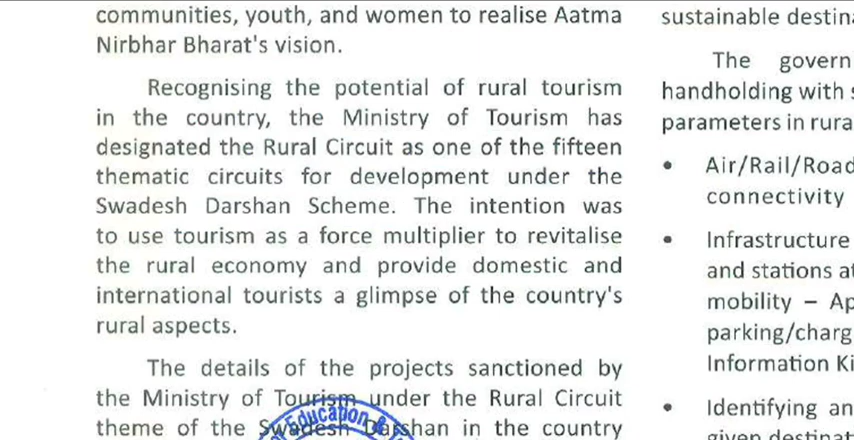 communities, youth, and women to realise Aatma
Nirbhar Bharat's vision.
Recognising the potential of rural tourism
in the country, the Ministry of Tourism has
designated the Rural Circuit as one of the fifteen
thematic circuits for development under the
Swadesh Darshan Scheme. The intention was
to use tourism as a force multiplier to revitalise
the rural economy and provide domestic and
international tourists a glimpse of the country's
rural aspects.
The details of the projects sanctioned by
the Ministry of Tourism under the Rural Circuit
theme of the Swadesh Darshan in the country
Education &
sustainable destina
The govern
handholding with s
parameters in rura
• Air/Rail/Road
connectivity
• Infrastructure
and stations at
mobility – Ap
parking/charg
Information Ki
• Identifying an
given destinat